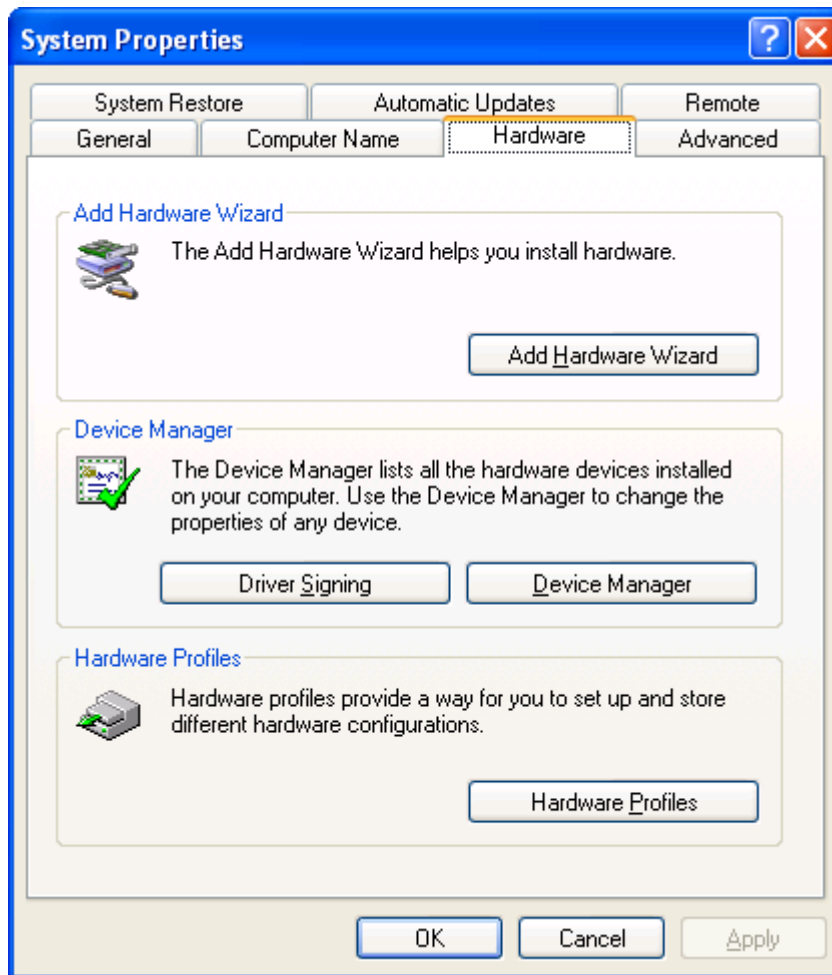 System Properties
System Restore Automatic Updates Remote
General Computer Name Hardware Advanced
Add Hardware Wizard
The Add Hardware Wizard helps you install hardware.
Add Hardware Wizard
Device Manager
The Device Manager lists all the hardware devices installed
on your computer. Use the Device Manager to change the
properties of any device.
Driver Signing Device Manager
Hardware Profiles
Hardware profiles provide a way for you to set up and store
different hardware configurations.
Hardware Profiles
OK Cancel Apply